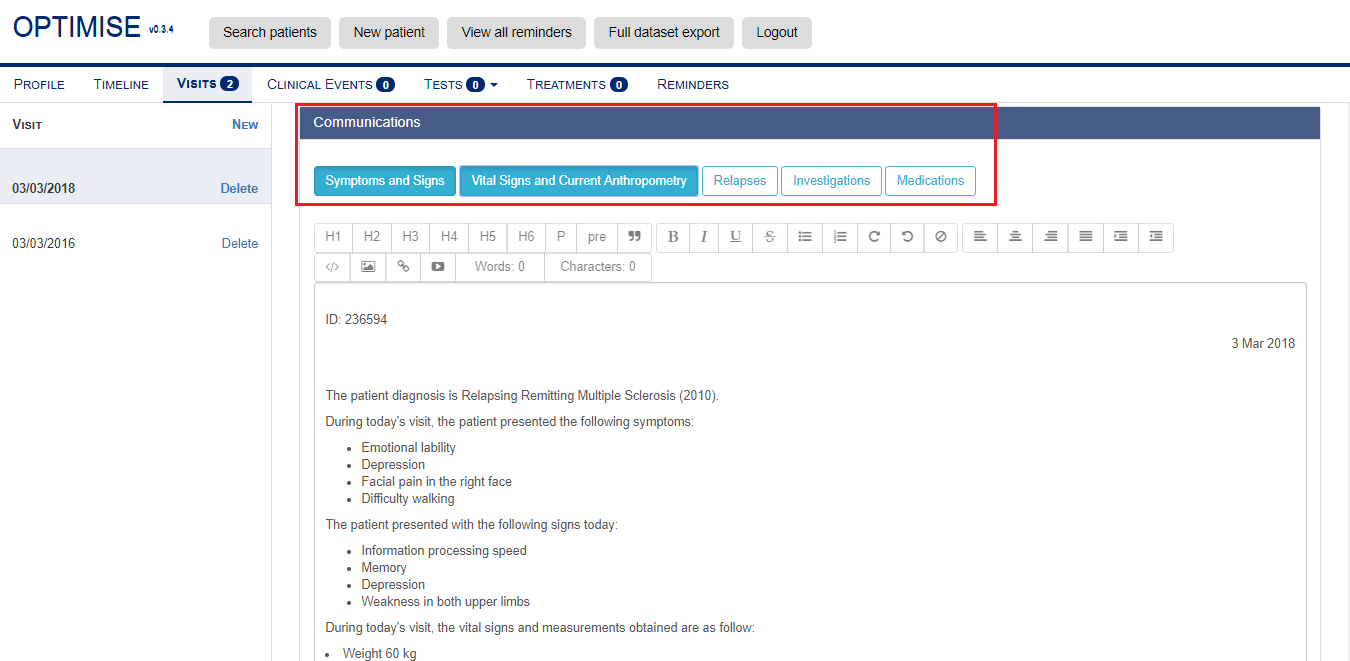 OPTIMISE v0.3.4 Search patients New patient View all reminders Full dataset export Logout
PROFILE TIMELINE VISITS 2 CLINICAL EVENTS 0 TESTS 0 TREATMENTS 0 REMINDERS
VISIT NEW
03/03/2018 Delete
03/03/2016 Delete
Communications
Symptoms and Signs Vital Signs and Current Anthropometry Relapses Investigations Medications
H1 H2 H3 H4 H5 H6 P pre ” B I U S
</> Words: 0 Characters: 0
ID: 236594
3 Mar 2018
The patient diagnosis is Relapsing Remitting Multiple Sclerosis (2010).
During today's visit, the patient presented the following symptoms:
• Emotional lability
• Depression
• Facial pain in the right face
• Difficulty walking
The patient presented with the following signs today:
• Information processing speed
• Memory
• Depression
• Weakness in both upper limbs
During today's visit, the vital signs and measurements obtained are as follow:
• Weight 60 kg